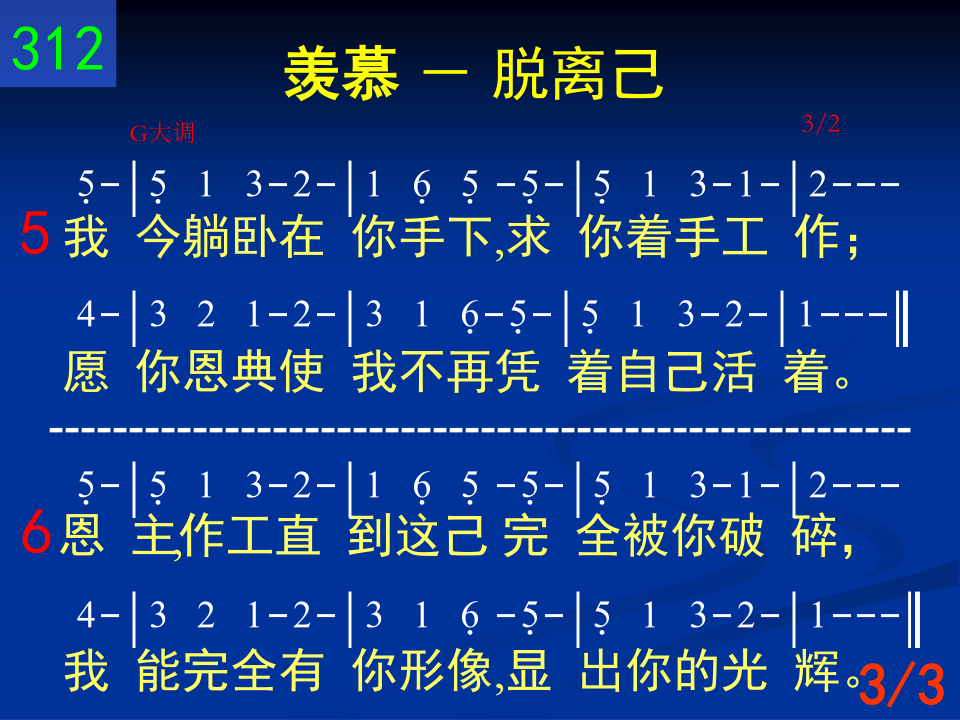 312
羡慕 － 脱离己
G大调 3/2
5̣-|5̣ 1 3-2-|1 6̣ 5̣ -5̣-|5̣ 1 3-1-|2---
5 我 今躺卧在 你手下,求 你着手工 作；
4-|3 2 1-2-|3 1 6̣-5̣-|5̣ 1 3-2-|1---‖
愿 你恩典使 我不再凭 着自己活 着。
------------------------------------------------------
5̣-|5̣ 1 3-2-|1 6̣ 5̣ -5̣-|5̣ 1 3-1-|2---
6 恩 主,作工直 到这己 完 全被你破 碎，
4-|3 2 1-2-|3 1 6̣ -5̣-|5̣ 1 3-2-|1---‖
我 能完全有 你形像,显 出你的光 辉。
3/3